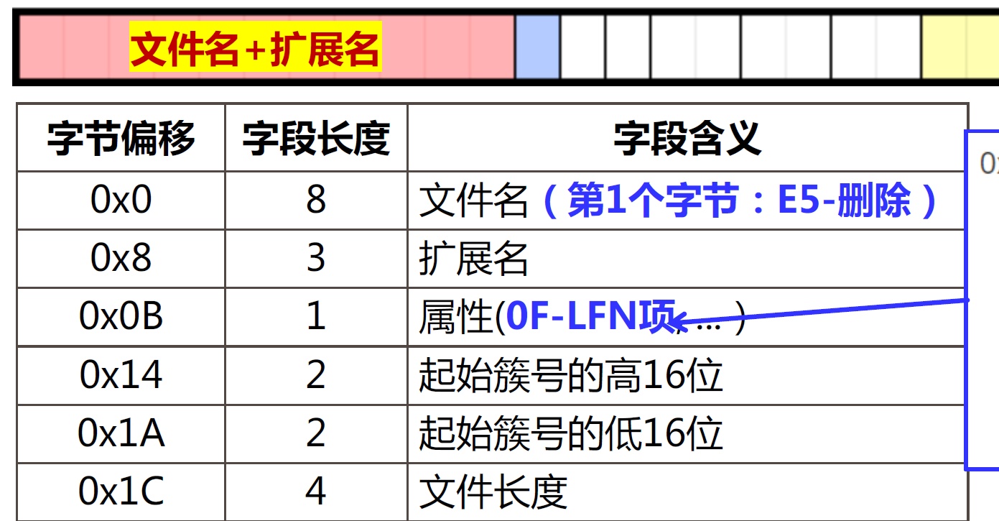 文件名+扩展名
字节偏移 字段长度 字段含义
0x0 8 文件名（第1个字节：E5-删除）
0x8 3 扩展名
0x0B 1 属性(0F-LFN项, ... )
0x14 2 起始簇号的高16位
0x1A 2 起始簇号的低16位
0x1C 4 文件长度